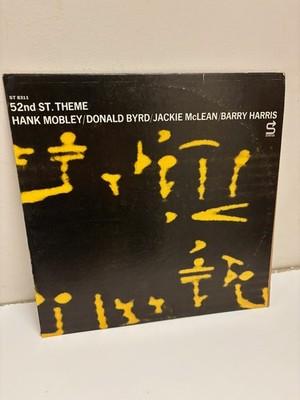 ST 8311
52nd ST. THEME
HANK MOBLEY/DONALD BYRD/JACKIE McLEAN/BARRY HARRIS